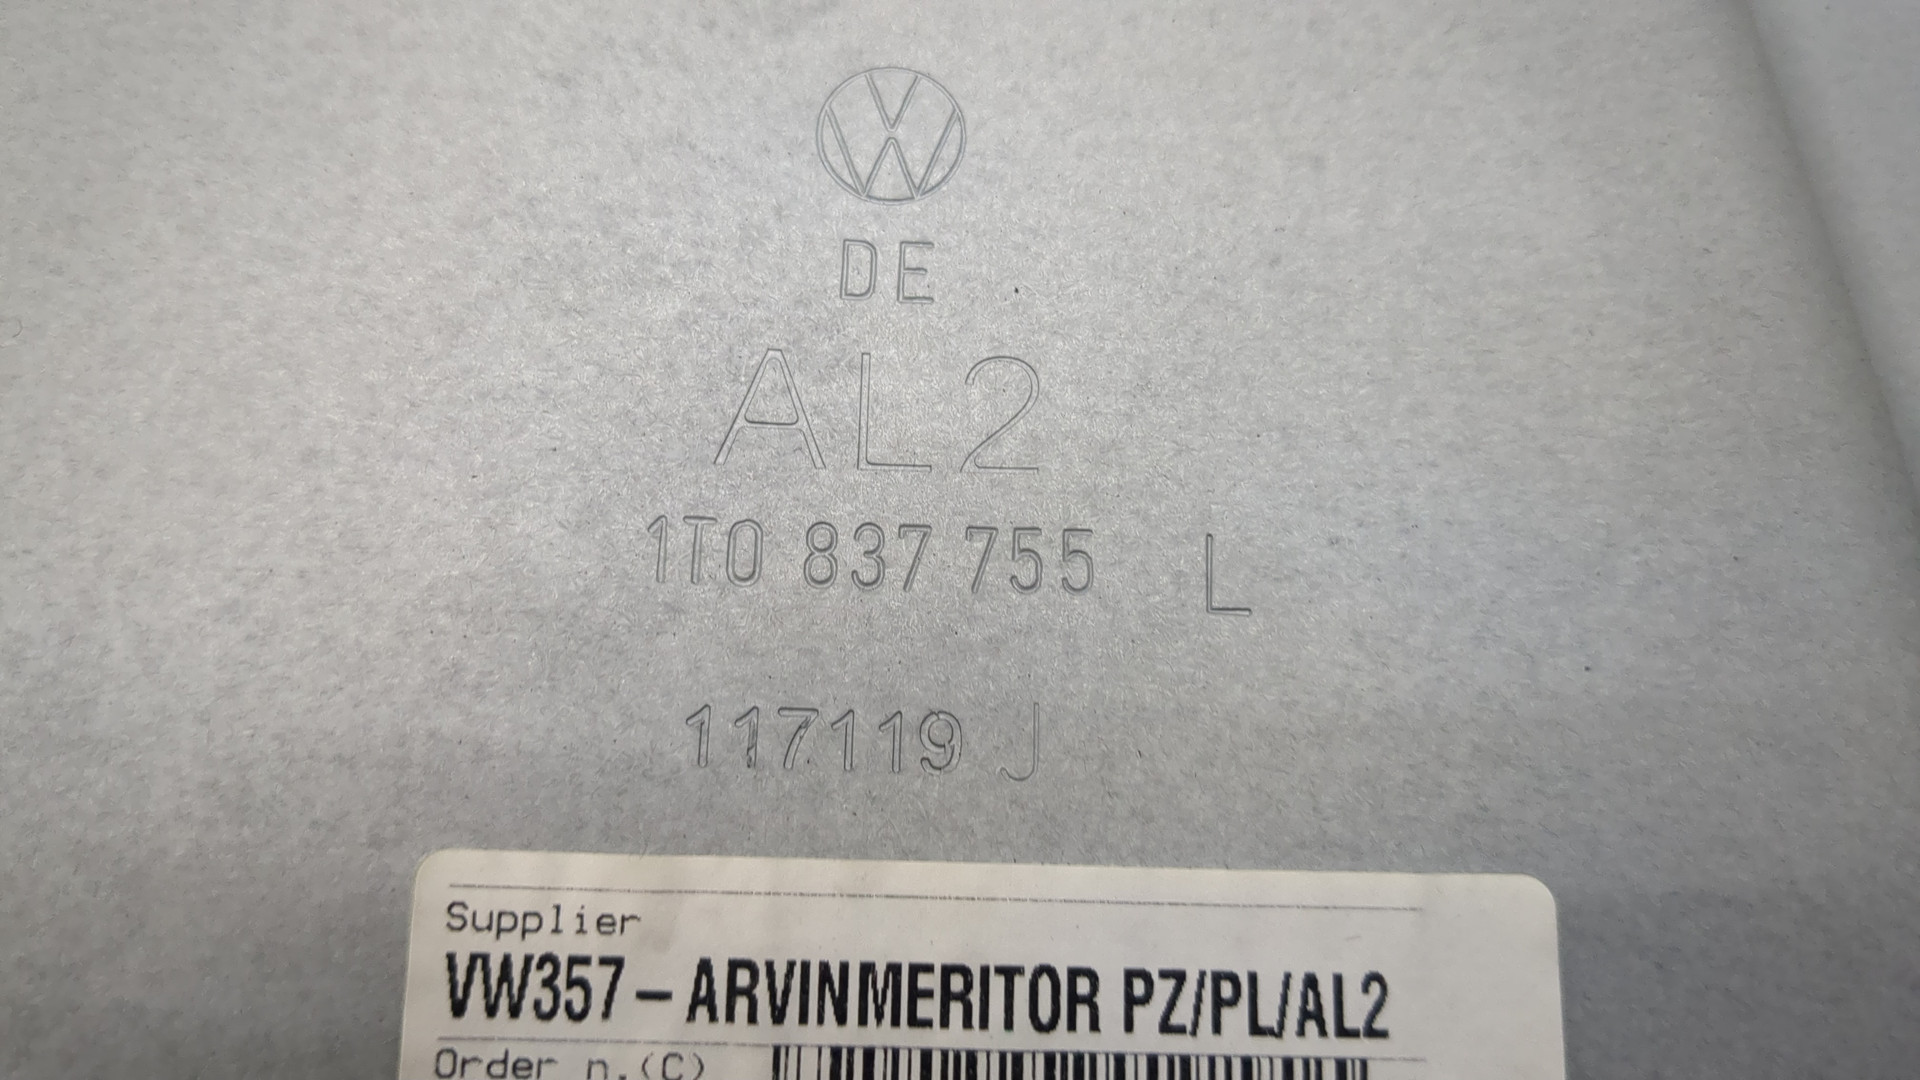 DE
AL2
1T0 837 755 L
117119 J
Supplier
VW357-ARVINMERITOR PZ/PL/AL2
Order n.(C)